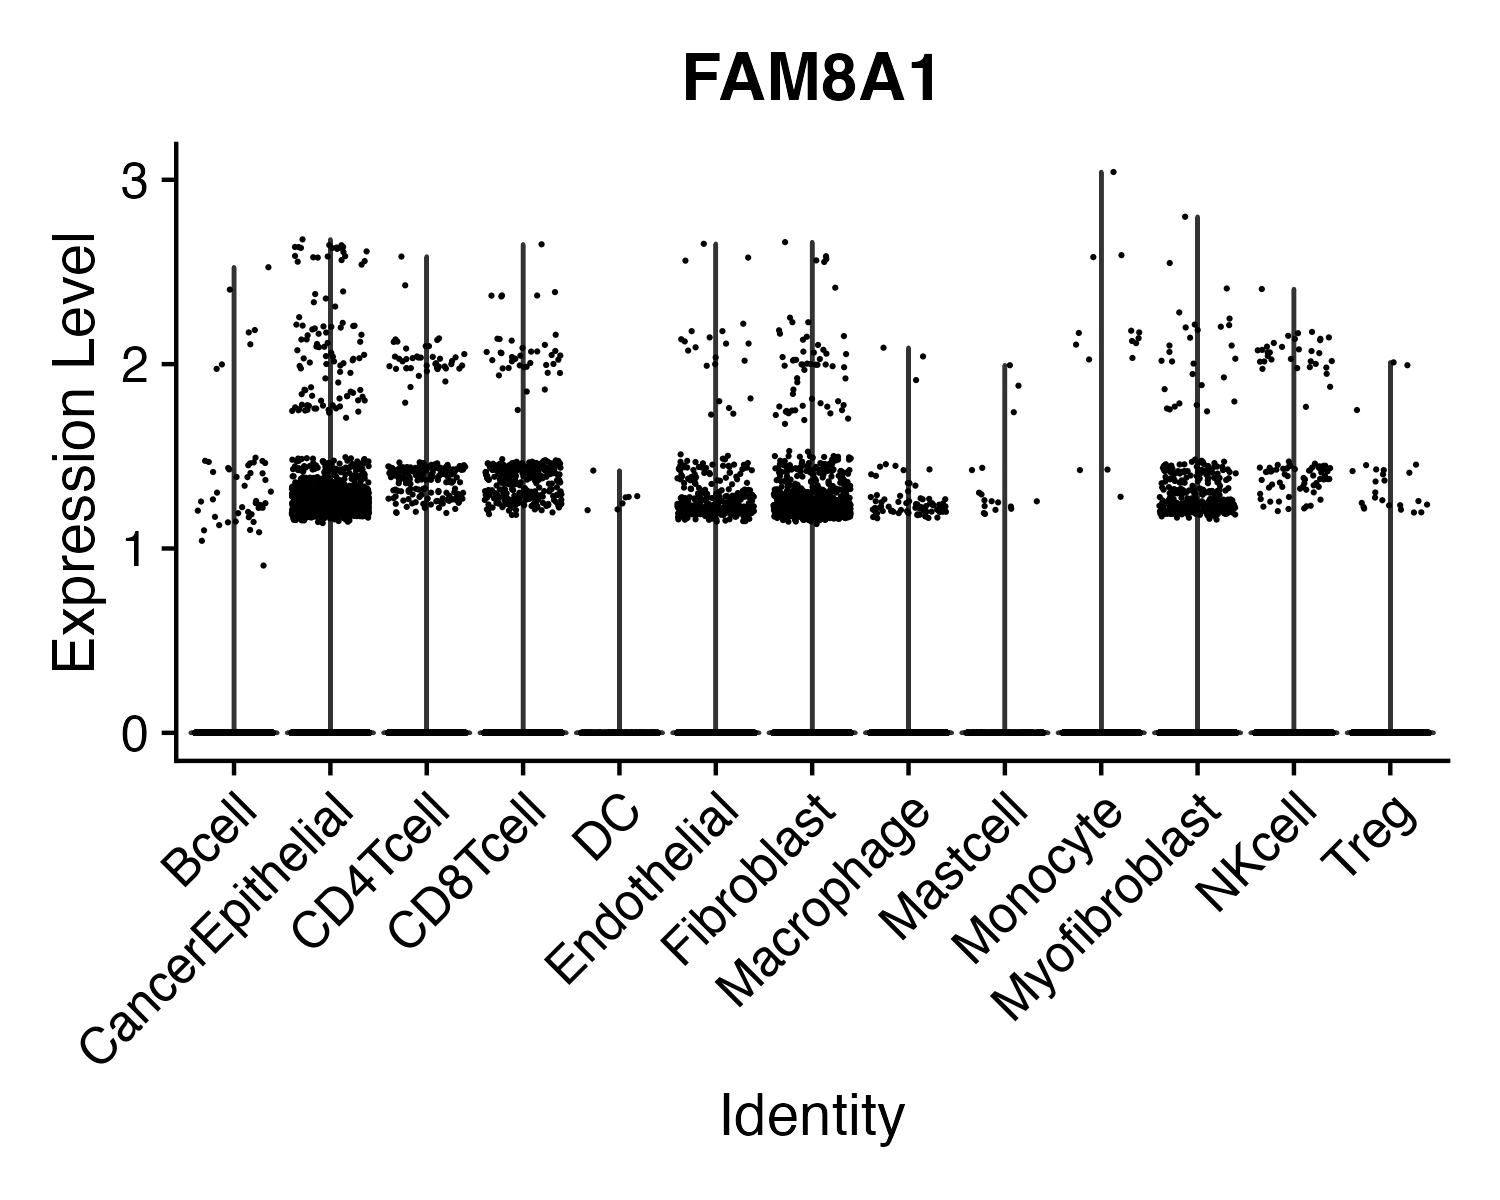 FAM8A1
Expression Level
3
2
1
0
Bcell
CancerEpithelial
CD4Tcell
CD8Tcell
DC
Endothelial
Fibroblast
Macrophage
Mastcell
Monocyte
Myofibroblast
NKcell
Treg
Identity